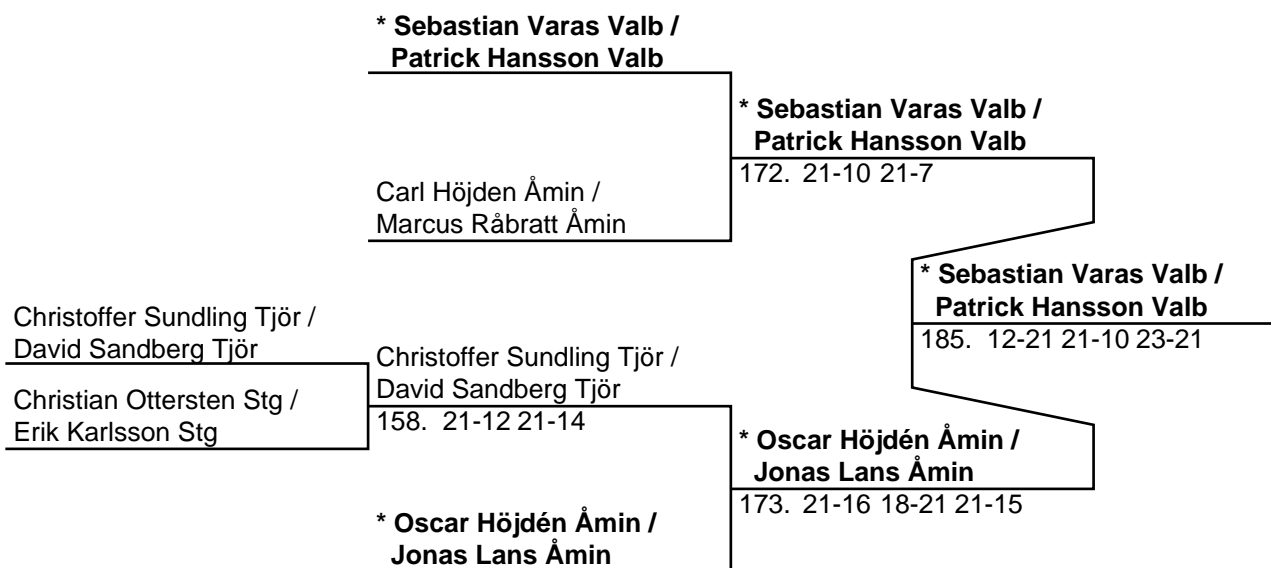 * Sebastian Varas Valb /
Patrick Hansson Valb
* Sebastian Varas Valb /
Patrick Hansson Valb
172. 21-10 21-7
Carl Höjden Åmin /
Marcus Råbratt Åmin
* Sebastian Varas Valb /
Patrick Hansson Valb
185. 12-21 21-10 23-21
Christoffer Sundling Tjör /
David Sandberg Tjör
Christoffer Sundling Tjör /
David Sandberg Tjör
158. 21-12 21-14
Christian Ottersten Stg /
Erik Karlsson Stg
* Oscar Höjdén Åmin /
Jonas Lans Åmin
173. 21-16 18-21 21-15
* Oscar Höjdén Åmin /
Jonas Lans Åmin